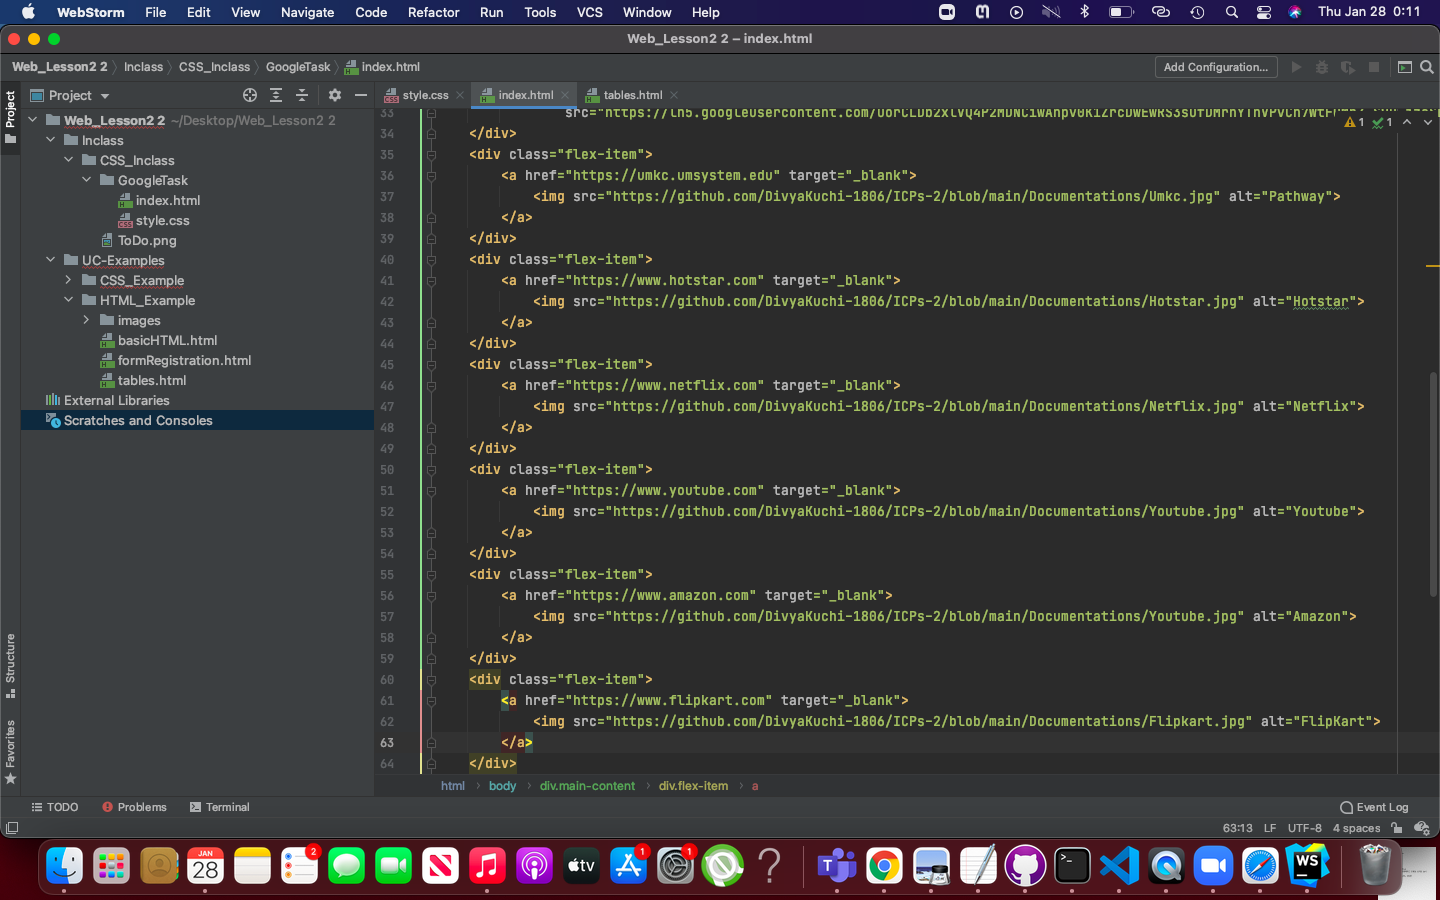 WebStorm File Edit View Navigate Code Refactor Run Tools VCS Window Help Thu Jan 28 0:11
Web_Lesson2 2 – index.html
Web_Lesson2 2 Inclass CSS_Inclass GoogleTask index.html Add Configuration...
Project
Project
style.css index.html tables.html
Web_Lesson2 2 ~/Desktop/Web_Lesson2 2
Inclass
CSS_Inclass
GoogleTask
index.html
style.css
ToDo.png
UC-Examples
CSS_Example
HTML_Example
images
basicHTML.html
formRegistration.html
tables.html
External Libraries
Scratches and Consoles
Structure
Favorites
1 1
33 src="https://lh5.googleusercontent.com/
34 </div>
35 <div class="flex-item">
36 <a href="https://umkc.umsystem.edu" target="_blank">
37 <img src="https://github.com/DivyaKuchi-1806/ICPs-2/blob/main/Documentations/Umkc.jpg" alt="Pathway">
38 </a>
39 </div>
40 <div class="flex-item">
41 <a href="https://www.hotstar.com" target="_blank">
42 <img src="https://github.com/DivyaKuchi-1806/ICPs-2/blob/main/Documentations/Hotstar.jpg" alt="Hotstar">
43 </a>
44 </div>
45 <div class="flex-item">
46 <a href="https://www.netflix.com" target="_blank">
47 <img src="https://github.com/DivyaKuchi-1806/ICPs-2/blob/main/Documentations/Netflix.jpg" alt="Netflix">
48 </a>
49 </div>
50 <div class="flex-item">
51 <a href="https://www.youtube.com" target="_blank">
52 <img src="https://github.com/DivyaKuchi-1806/ICPs-2/blob/main/Documentations/Youtube.jpg" alt="Youtube">
53 </a>
54 </div>
55 <div class="flex-item">
56 <a href="https://www.amazon.com" target="_blank">
57 <img src="https://github.com/DivyaKuchi-1806/ICPs-2/blob/main/Documentations/Youtube.jpg" alt="Amazon">
58 </a>
59 </div>
60 <div class="flex-item">
61 <a href="https://www.flipkart.com" target="_blank">
62 <img src="https://github.com/DivyaKuchi-1806/ICPs-2/blob/main/Documentations/Flipkart.jpg" alt="FlipKart">
63 </a>
64 </div>
html body div.main-content div.flex-item a
TODO Problems Terminal Event Log
63:13 LF UTF-8 4 spaces
JAN
28
2
tv
1
1
WS